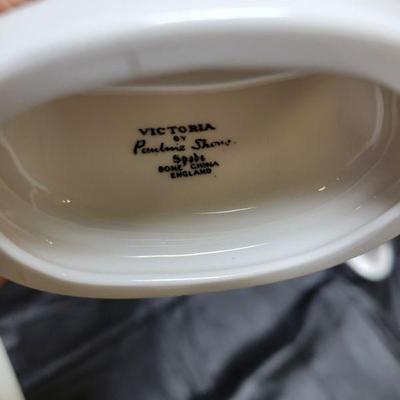 VICTORIA
BY
Pauline Shone
Spode
BONE CHINA
ENGLAND